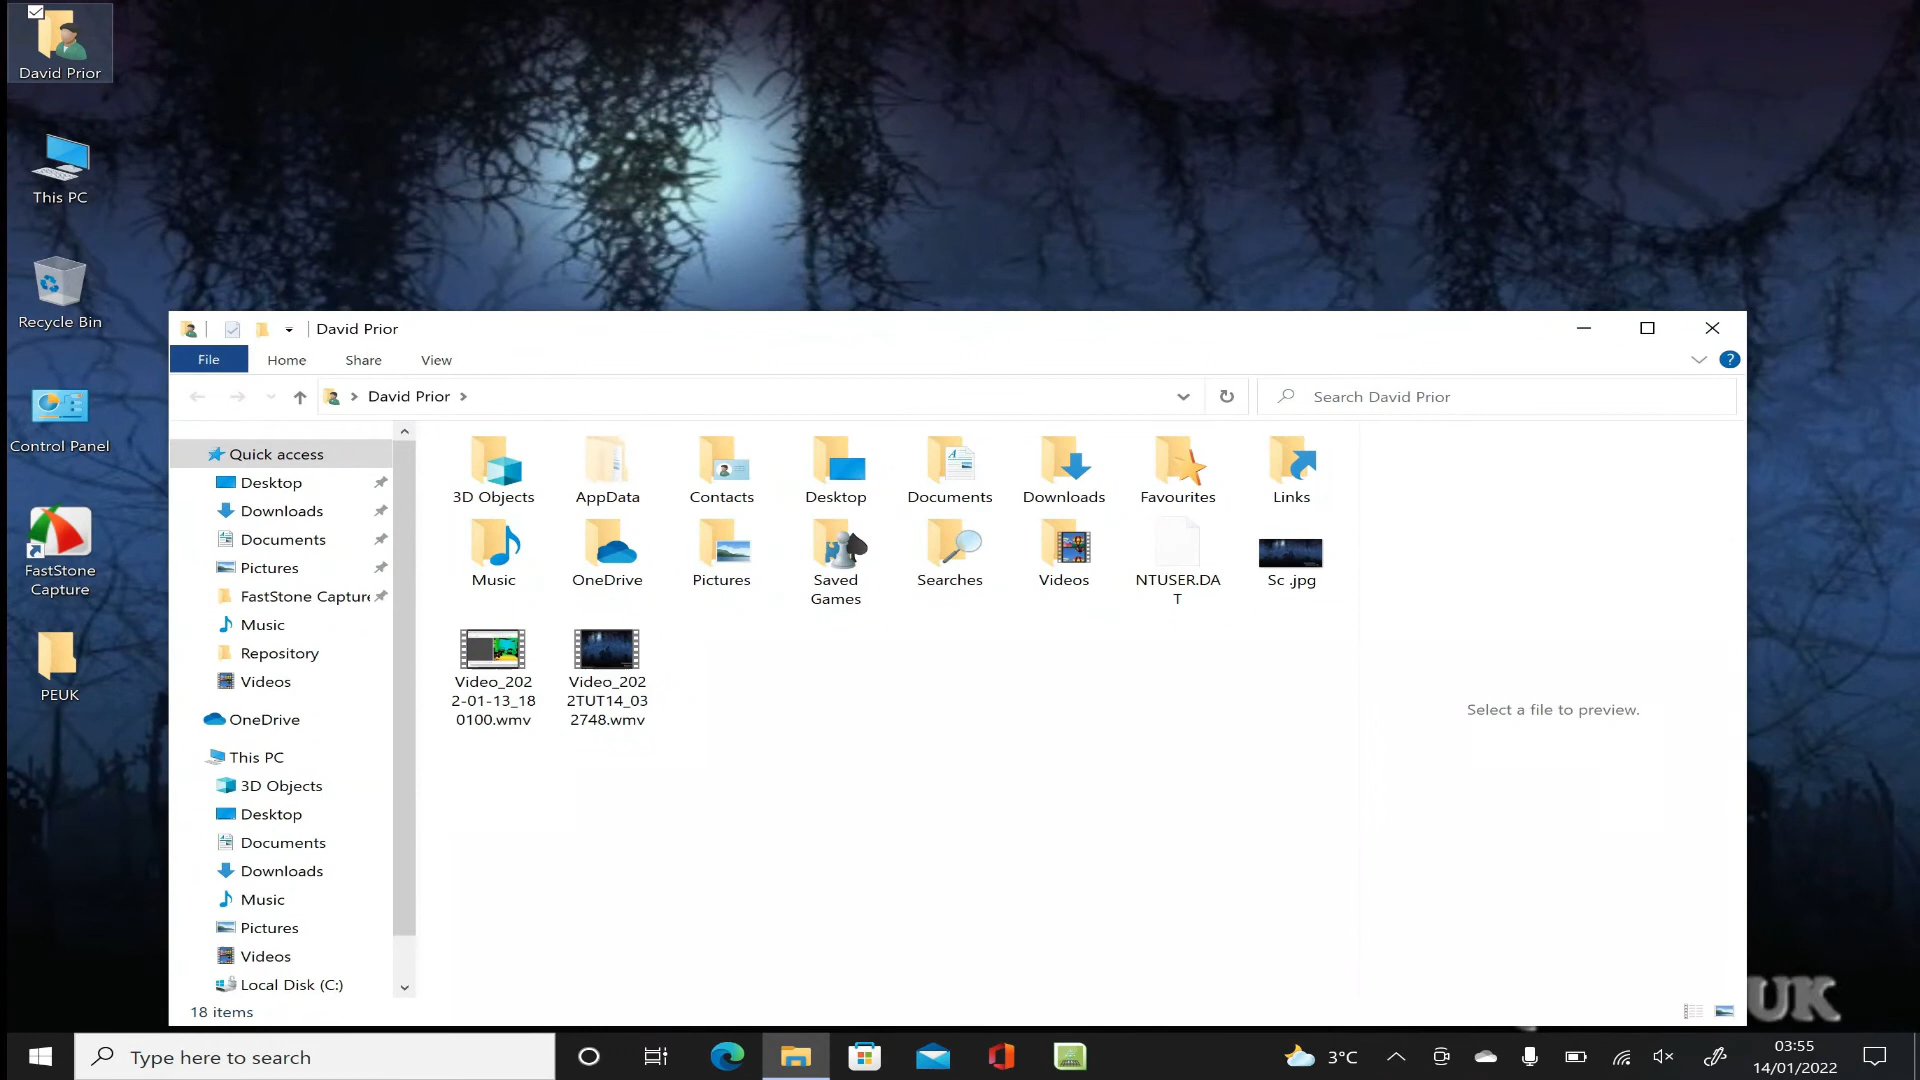 David Prior
This PC
Recycle Bin
Control Panel
FastStone
Capture
PEUK
David Prior
File
Home
Share
View
?
David Prior
Search David Prior
Quick access
Desktop
Downloads
Documents
Pictures
FastStone Capture
Music
Repository
Videos
OneDrive
This PC
3D Objects
Desktop
Documents
Downloads
Music
Pictures
Videos
Local Disk (C:)
3D Objects
AppData
Contacts
Desktop
Documents
Downloads
Favourites
Links
Music
OneDrive
Pictures
Saved
Games
Searches
Videos
NTUSER.DA
T
Sc .jpg
Video_202
2-01-13_18
0100.wmv
Video_202
2TUT14_03
2748.wmv
Select a file to preview.
18 items
UK
Type here to search
3°C
03:55
14/01/2022